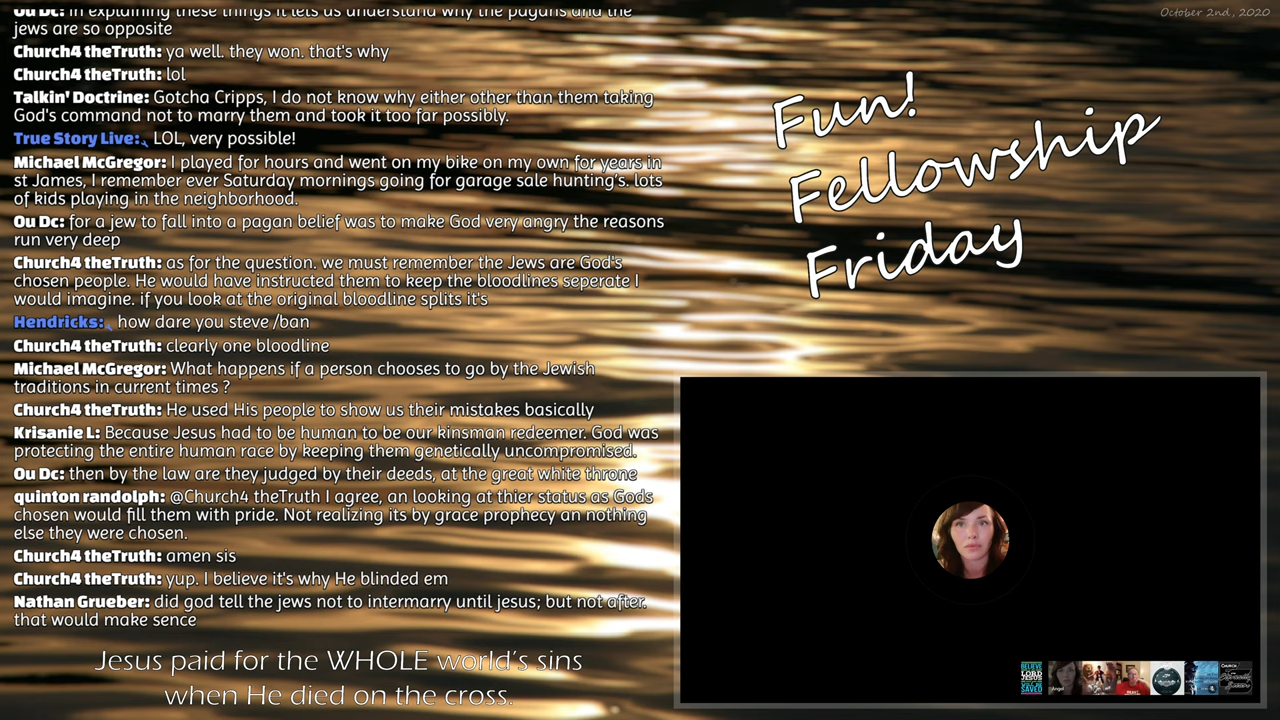 Ou Dc: in explaining these things it lets us understand why the pagans and the
jews are so opposite
Church4 theTruth: ya well. they won. that's why
Church4 theTruth: lol
Talkin' Doctrine: Gotcha Cripps, I do not know why either other than them taking
God's command not to marry them and took it too far possibly.
True Story Live: LOL, very possible!
Michael McGregor: I played for hours and went on my bike on my own for years in
st James, I remember ever Saturday mornings going for garage sale hunting's. lots
of kids playing in the neighborhood.
Ou Dc: for a jew to fall into a pagan belief was to make God very angry the reasons
run very deep
Church4 theTruth: as for the question. we must remember the Jews are God's
chosen people. He would have instructed them to keep the bloodlines seperate I
would imagine. if you look at the original bloodline splits it's
Hendricks: how dare you steve /ban
Church4 theTruth: clearly one bloodline
Michael McGregor: What happens if a person chooses to go by the Jewish
traditions in current times ?
Church4 theTruth: He used His people to show us their mistakes basically
Krisanie L: Because Jesus had to be human to be our kinsman redeemer. God was
protecting the entire human race by keeping them genetically uncompromised.
Ou Dc: then by the law are they judged by their deeds, at the great white throne
quinton randolph: @Church4 theTruth I agree, an looking at thier status as Gods
chosen would fill them with pride. Not realizing its by grace prophecy an nothing
else they were chosen.
Church4 theTruth: amen sis
Church4 theTruth: yup. I believe it's why He blinded em
Nathan Grueber: did god tell the jews not to intermarry until jesus; but not after.
that would make sence
Jesus paid for the WHOLE world's sins
when He died on the cross.
October 2nd, 2020
Fun!
Fellowship
Friday
BELIEVE
LORD
JESUS
SAVED
Angel
CHURCH